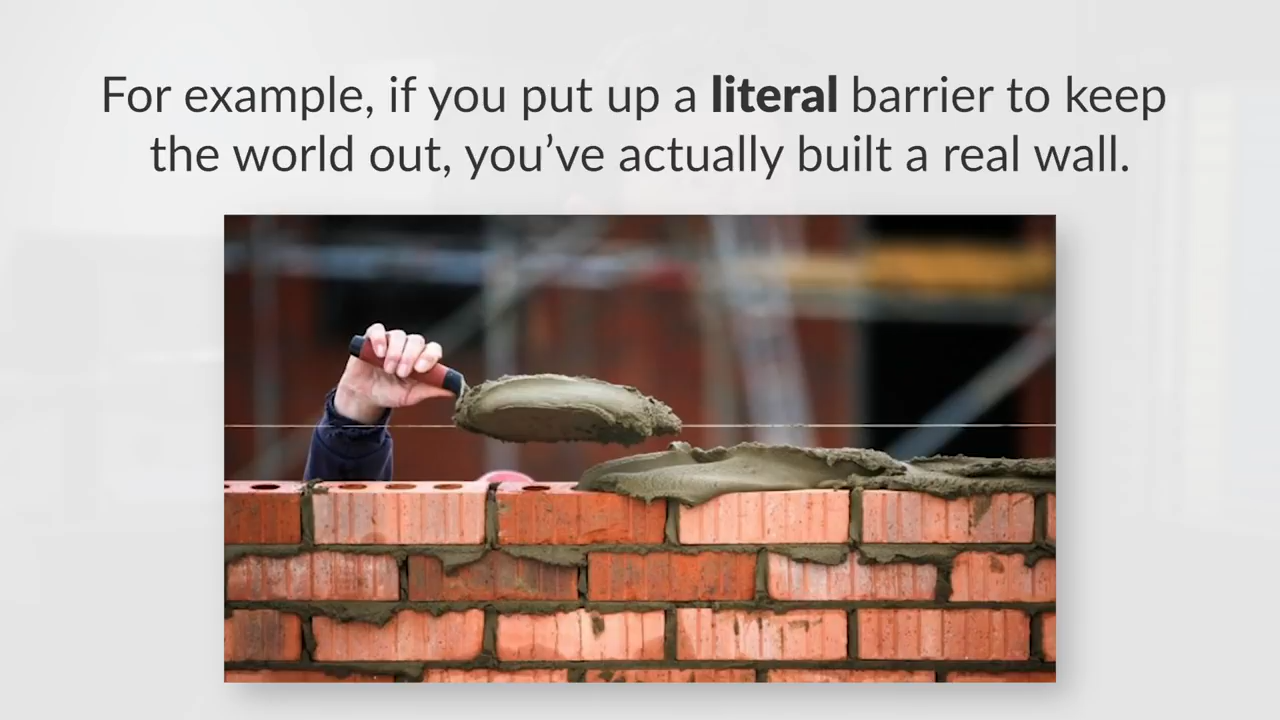 For example, if you put up a literal barrier to keep
the world out, you’ve actually built a real wall.